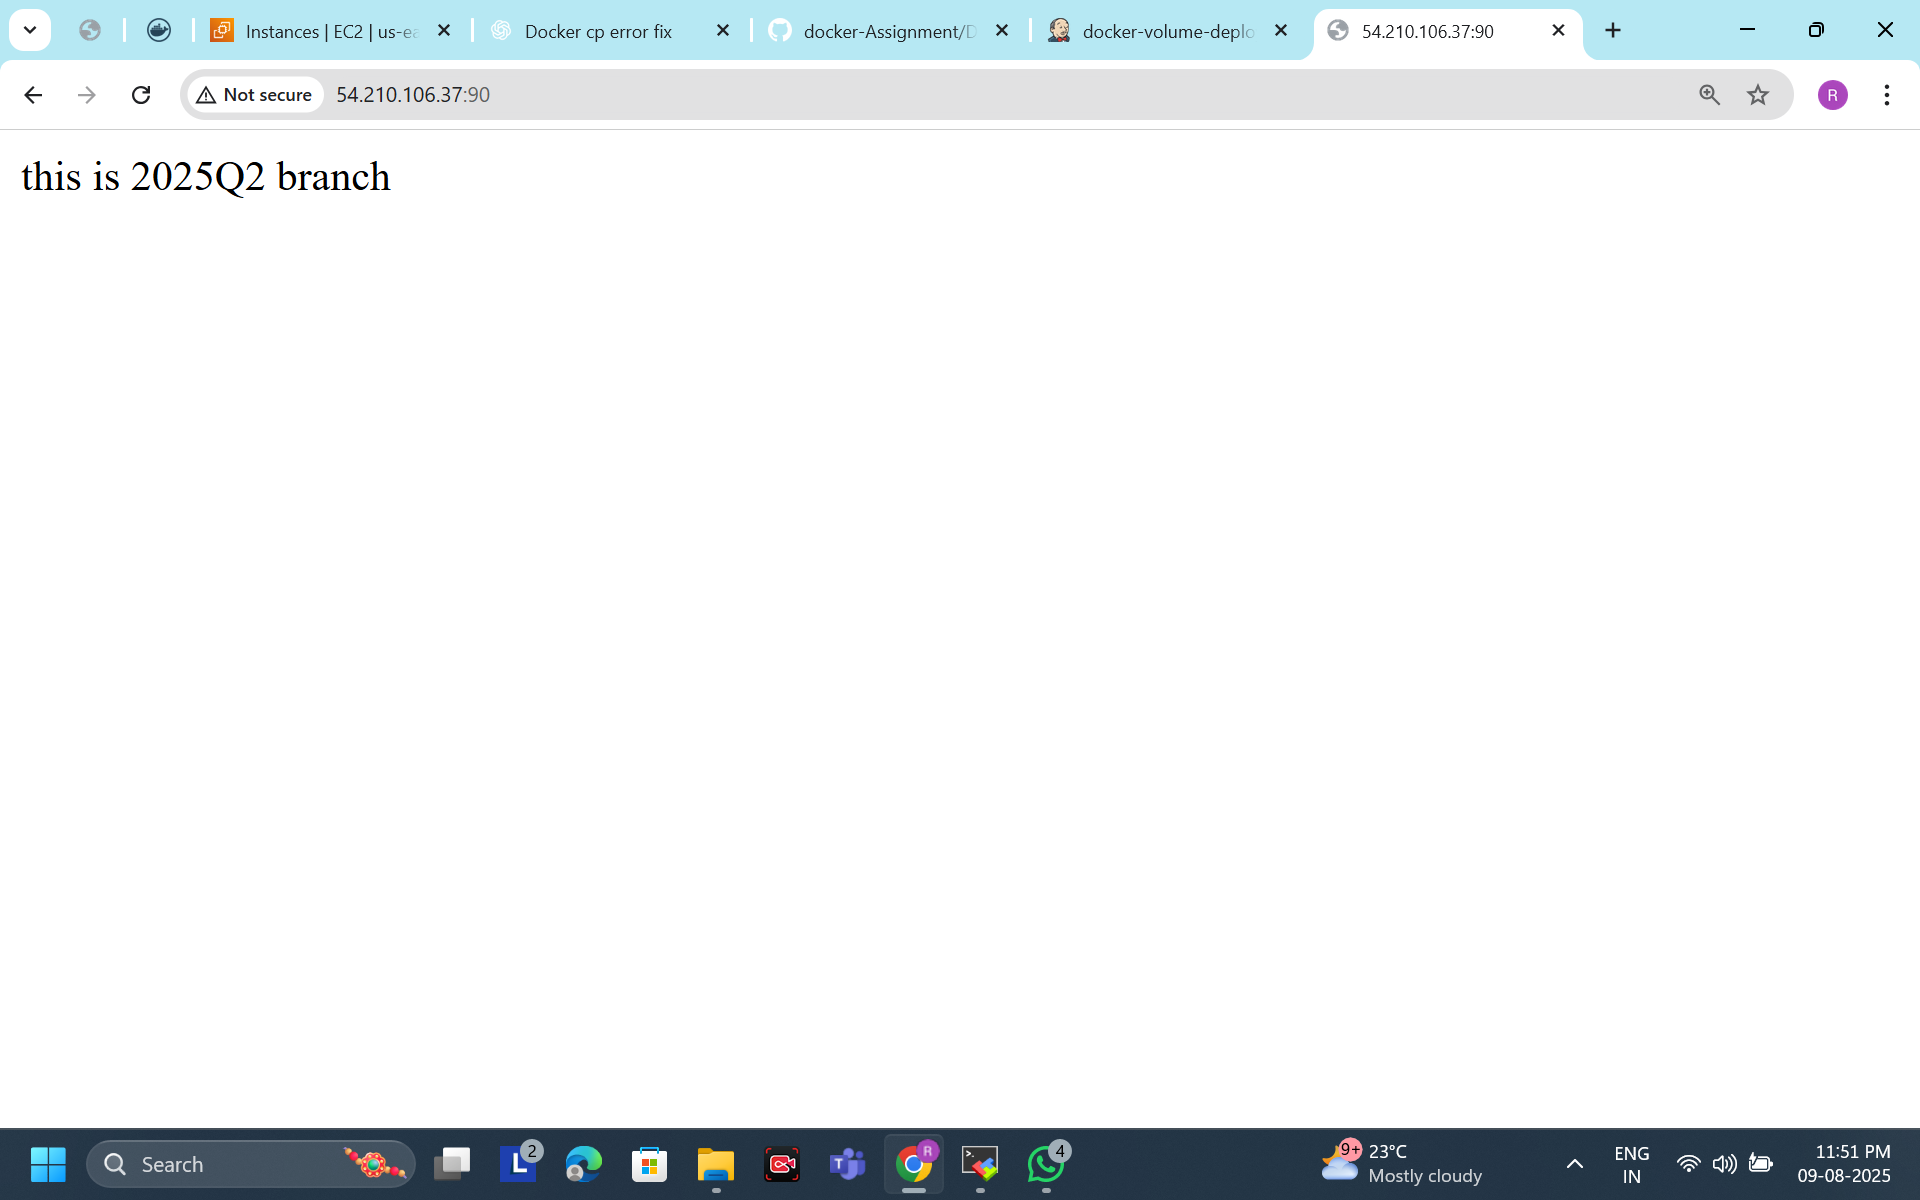 Instances | EC2 | us-ea
Docker cp error fix
docker-Assignment/D
docker-volume-deplo
54.210.106.37:90
Not secure
54.210.106.37:90
R
this is 2025Q2 branch
Search
L
2
T
R
4
9+
23°C
Mostly cloudy
ENG
IN
11:51 PM
09-08-2025